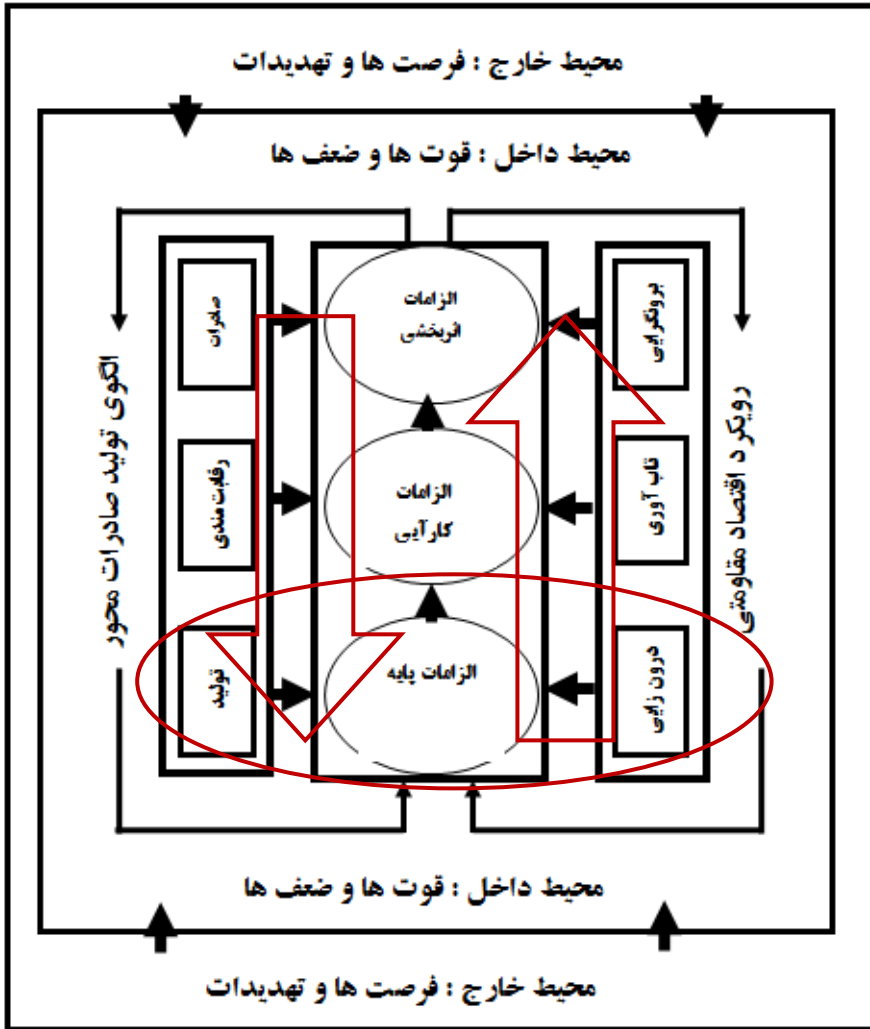 محیط خارج : فرصت ها و تهدیدات
محیط داخل : قوت ها و ضعف ها
رویکرد اقتصاد مقاومتی
برونگرایی
تاب آوری
درون زایی
الزامات
اثربخشی
الزامات
کارآیی
الزامات پایه
صادرات
رقابت مندی
تولید
الگوی تولید صادرات محور
محیط داخل : قوت ها و ضعف ها
محیط خارج : فرصت ها و تهدیدات